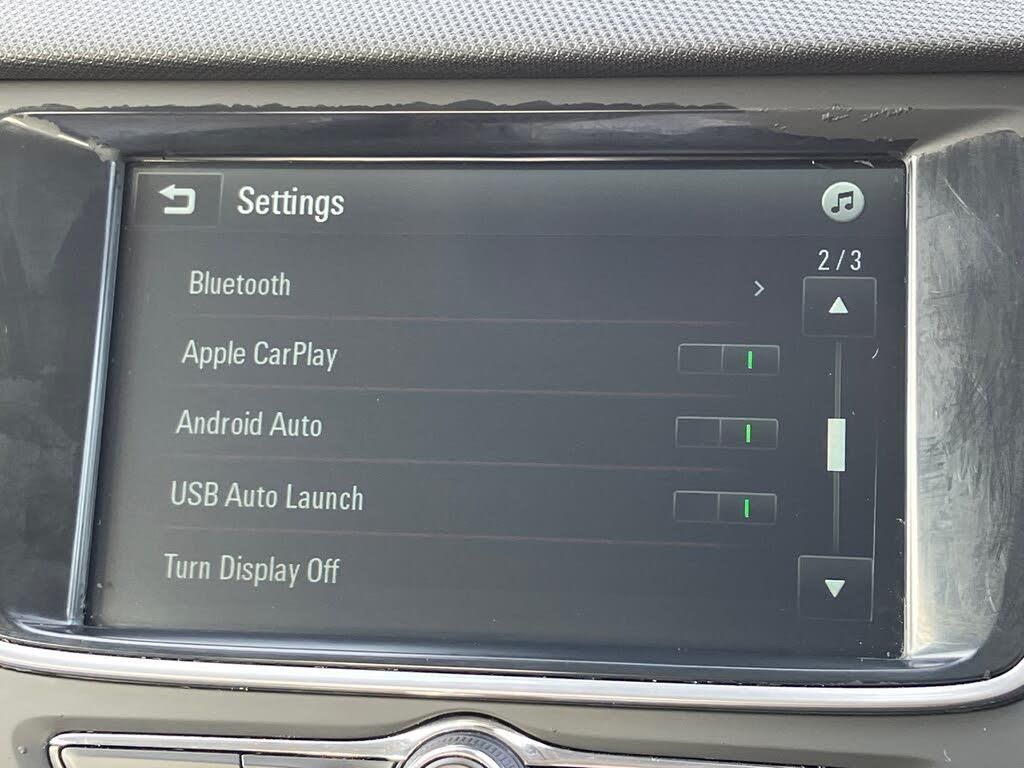 Settings
2/3
Bluetooth
Apple CarPlay
Android Auto
USB Auto Launch
Turn Display Off